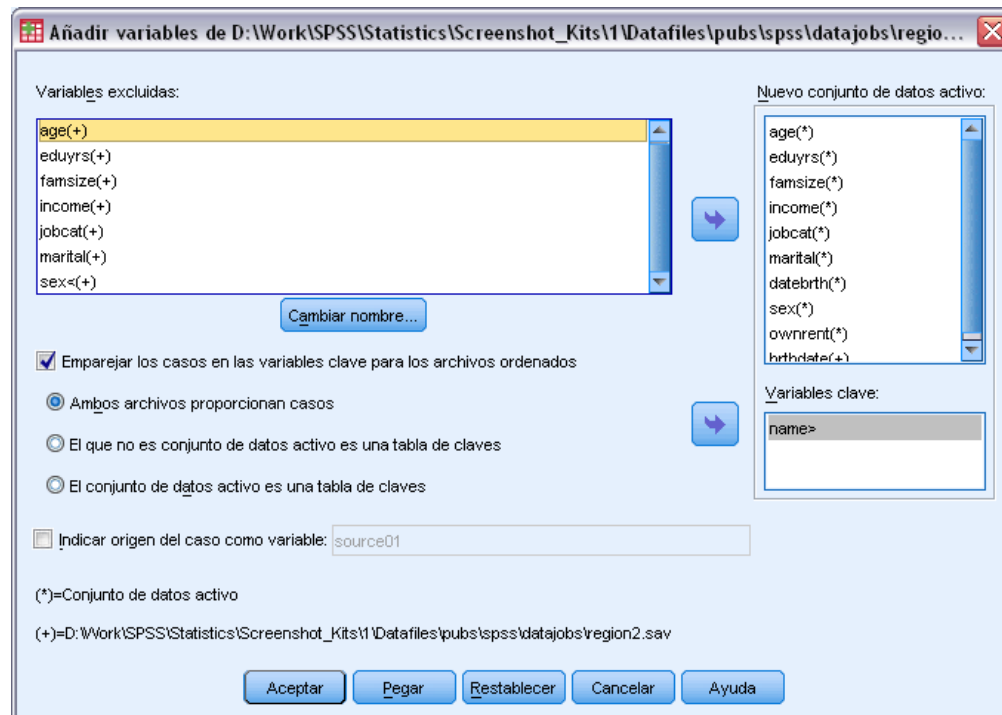 Añadir variables de D:\Work\SPSS\Statistics\Screenshot_Kits\1\Datafiles\pubs\spss\datajobs\regio...
Variables excluidas:
age(+)
eduyrs(+)
famsize(+)
income(+)
jobcat(+)
marital(+)
sex<(+)
Cambiar nombre...
Nuevo conjunto de datos activo:
age(*)
eduyrs(*)
famsize(*)
income(*)
jobcat(*)
marital(*)
datebrth(*)
sex(*)
ownrent(*)
brthdate(+)
Emparejar los casos en las variables clave para los archivos ordenados
Ambos archivos proporcionan casos
El que no es conjunto de datos activo es una tabla de claves
El conjunto de datos activo es una tabla de claves
Variables clave:
name>
Indicar origen del caso como variable: source01
(*)=Conjunto de datos activo
(+)=D:\Work\SPSS\Statistics\Screenshot_Kits\1\Datafiles\pubs\spss\datajobs\region2.sav
Aceptar Pegar Restablecer Cancelar Ayuda